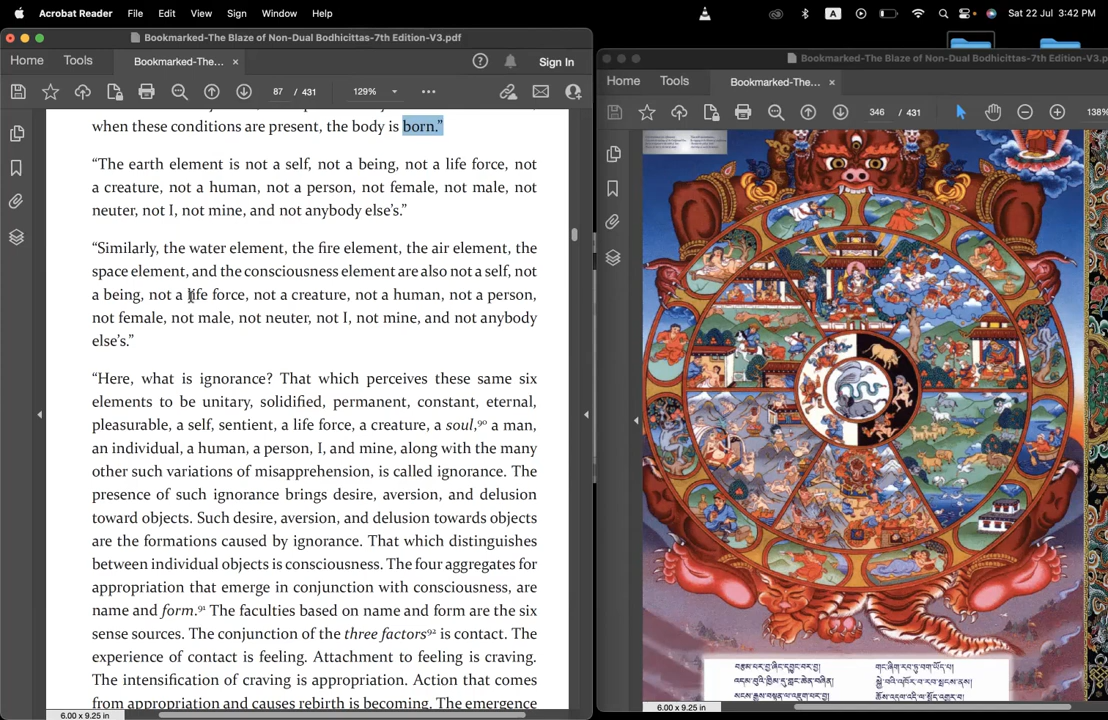 Acrobat Reader File Edit View Sign Window Help
A
Sat 22 Jul 3:42 PM
Bookmarked-The Blaze of Non-Dual Bodhicittas-7th Edition-V3.pdf
Home Tools Bookmarked-The... × Sign In
87 / 431 129%
when these conditions are present, the body is born.”
“The earth element is not a self, not a being, not a life force, not
a creature, not a human, not a person, not female, not male, not
neuter, not I, not mine, and not anybody else’s.”
“Similarly, the water element, the fire element, the air element, the
space element, and the consciousness element are also not a self, not
a being, not a life force, not a creature, not a human, not a person,
not female, not male, not neuter, not I, not mine, and not anybody
else’s.”
“Here, what is ignorance? That which perceives these same six
elements to be unitary, solidified, permanent, constant, eternal,
pleasurable, a self, sentient, a life force, a creature, a soul,⁹⁰ a man,
an individual, a human, a person, I, and mine, along with the many
other such variations of misapprehension, is called ignorance. The
presence of such ignorance brings desire, aversion, and delusion
toward objects. Such desire, aversion, and delusion towards objects
are the formations caused by ignorance. That which distinguishes
between individual objects is consciousness. The four aggregates for
appropriation that emerge in conjunction with consciousness, are
name and form.⁹¹ The faculties based on name and form are the six
sense sources. The conjunction of the three factors⁹² is contact. The
experience of contact is feeling. Attachment to feeling is craving.
The intensification of craving is appropriation. Action that comes
from appropriation and causes rebirth is becoming. The emergence
6.00 x 9.25 in
Bookmarked-The Blaze of Non-Dual Bodhicittas-7th Edition-V3.p
Home Tools Bookmarked-The... ×
346 / 431 138%
6.00 x 9.25 in